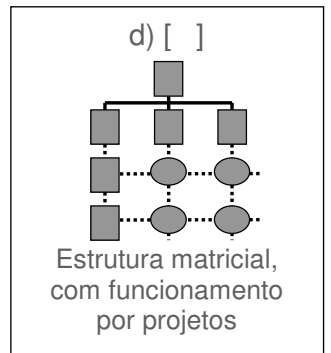 d) [ ]
Estrutura matricial,
com funcionamento
por projetos